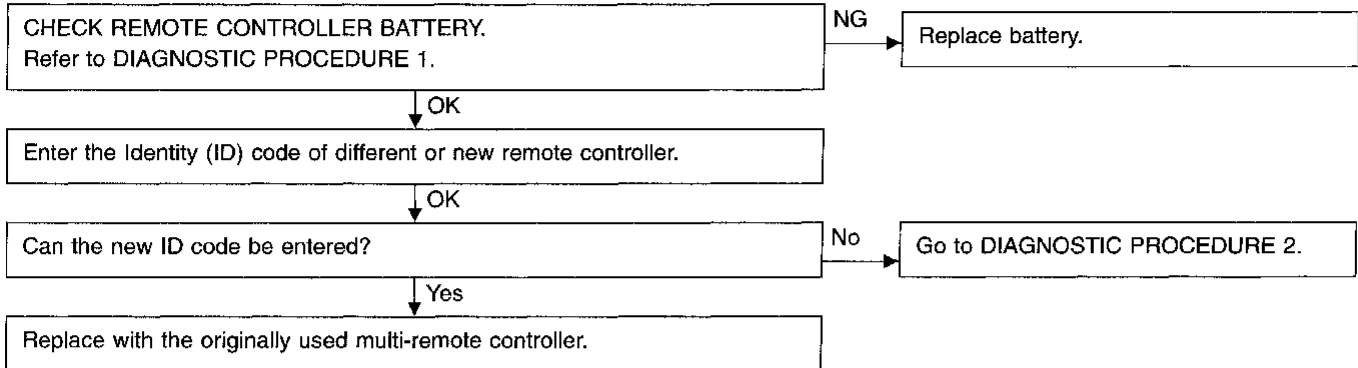 CHECK REMOTE CONTROLLER BATTERY.
Refer to DIAGNOSTIC PROCEDURE 1.
NG
Replace battery.
OK
Enter the Identity (ID) code of different or new remote controller.
OK
Can the new ID code be entered?
No
Go to DIAGNOSTIC PROCEDURE 2.
Yes
Replace with the originally used multi-remote controller.